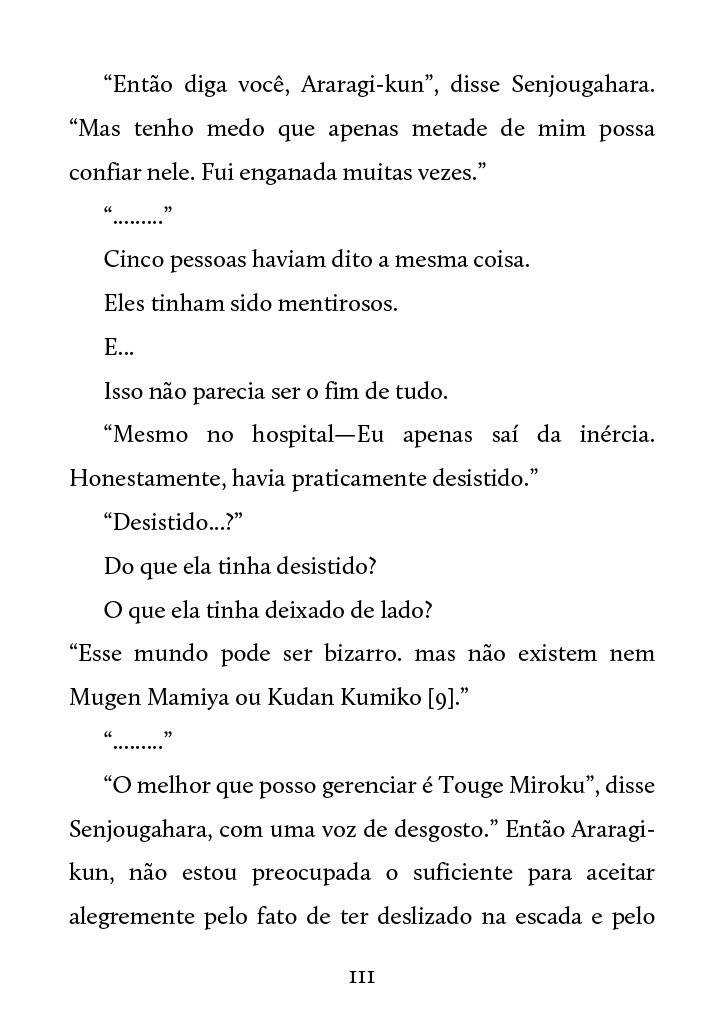 “Então diga você, Araragi-kun”, disse Senjougahara.
“Mas tenho medo que apenas metade de mim possa
confiar nele. Fui enganada muitas vezes.”
“.........”
Cinco pessoas haviam dito a mesma coisa.
Eles tinham sido mentirosos.
E...
Isso não parecia ser o fim de tudo.
“Mesmo no hospital—Eu apenas saí da inércia.
Honestamente, havia praticamente desistido.”
“Desistido...?”
Do que ela tinha desistido?
O que ela tinha deixado de lado?
“Esse mundo pode ser bizarro. mas não existem nem
Mugen Mamiya ou Kudan Kumiko [9].”
“.........”
“O melhor que posso gerenciar é Touge Miroku”, disse
Senjougahara, com uma voz de desgosto.” Então Araragi-
kun, não estou preocupada o suficiente para aceitar
alegremente pelo fato de ter deslizado na escada e pelo
111